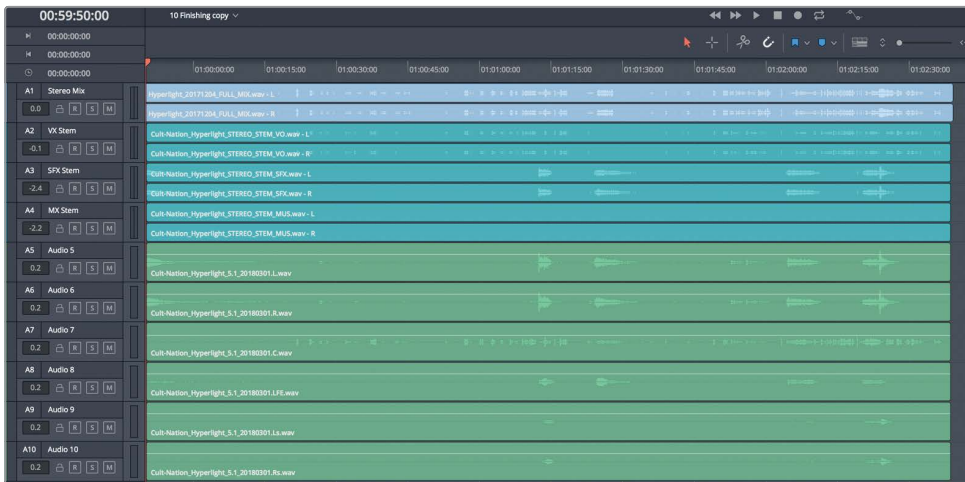 00:59:50:00
10 Finishing copy
00:00:00:00
00:00:00:00
00:00:00:00
01:00:00:00 01:00:15:00 01:00:30:00 01:00:45:00 01:01:00:00 01:01:15:00 01:01:30:00 01:01:45:00 01:02:00:00 01:02:15:00 01:02:30:00
A1 Stereo Mix
0.0 R S M
Hyperlight_20171204_FULL_MIX.wav - L
Hyperlight_20171204_FULL_MIX.wav - R
A2 VX Stem
-0.1 R S M
Cult-Nation_Hyperlight_STEREO_STEM_VO.wav - L
Cult-Nation_Hyperlight_STEREO_STEM_VO.wav - R
A3 SFX Stem
-2.4 R S M
Cult-Nation_Hyperlight_STEREO_STEM_SFX.wav - L
Cult-Nation_Hyperlight_STEREO_STEM_SFX.wav - R
A4 MX Stem
-2.2 R S M
Cult-Nation_Hyperlight_STEREO_STEM_MUS.wav - L
Cult-Nation_Hyperlight_STEREO_STEM_MUS.wav - R
A5 Audio 5
0.2 R S M
Cult-Nation_Hyperlight_5.1_20180301.L.wav
A6 Audio 6
0.2 R S M
Cult-Nation_Hyperlight_5.1_20180301.R.wav
A7 Audio 7
0.2 R S M
Cult-Nation_Hyperlight_5.1_20180301.C.wav
A8 Audio 8
0.2 R S M
Cult-Nation_Hyperlight_5.1_20180301.LFE.wav
A9 Audio 9
0.2 R S M
Cult-Nation_Hyperlight_5.1_20180301.Ls.wav
A10 Audio 10
0.2 R S M
Cult-Nation_Hyperlight_5.1_20180301.Rs.wav